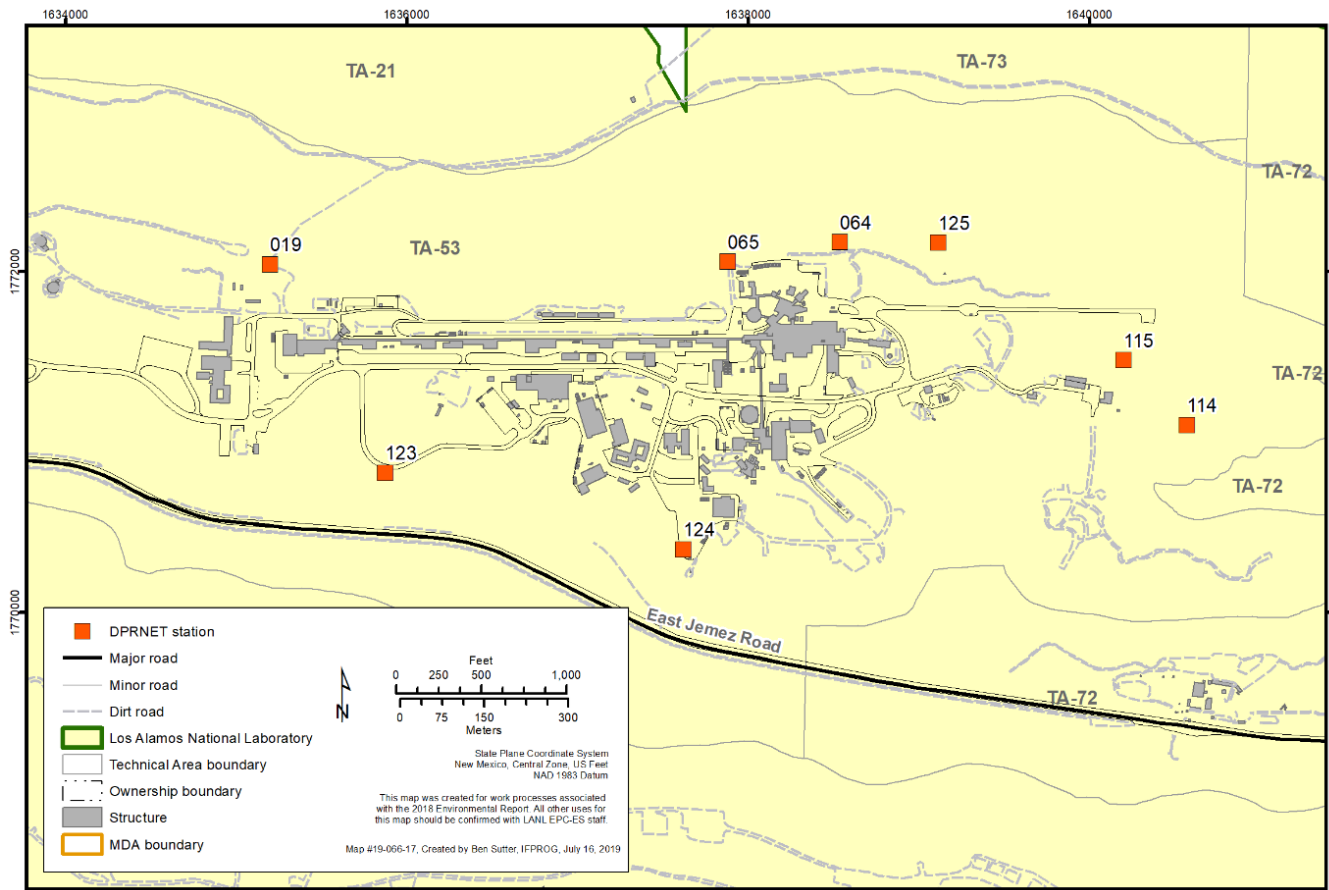 1634000
1636000
1638000
1640000
TA-21
TA-73
TA-72
019
TA-53
065
064
125
1772000
115
TA-72
114
123
TA-72
124
1770000
East Jemez Road
TA-72
DPRNET station
Major road
Minor road
Dirt road
Los Alamos National Laboratory
Technical Area boundary
Ownership boundary
Structure
MDA boundary
N
Feet
0 250 500 1,000
0 75 150 300
Meters
State Plane Coordinate System
New Mexico, Central Zone, US Feet
NAD 1983 Datum
This map was created for work processes associated
with the 2018 Environmental Report. All other uses for
this map should be confirmed with LANL EPC-ES staff.
Map #19-066-17, Created by Ben Sutter, IFPROG, July 16, 2019